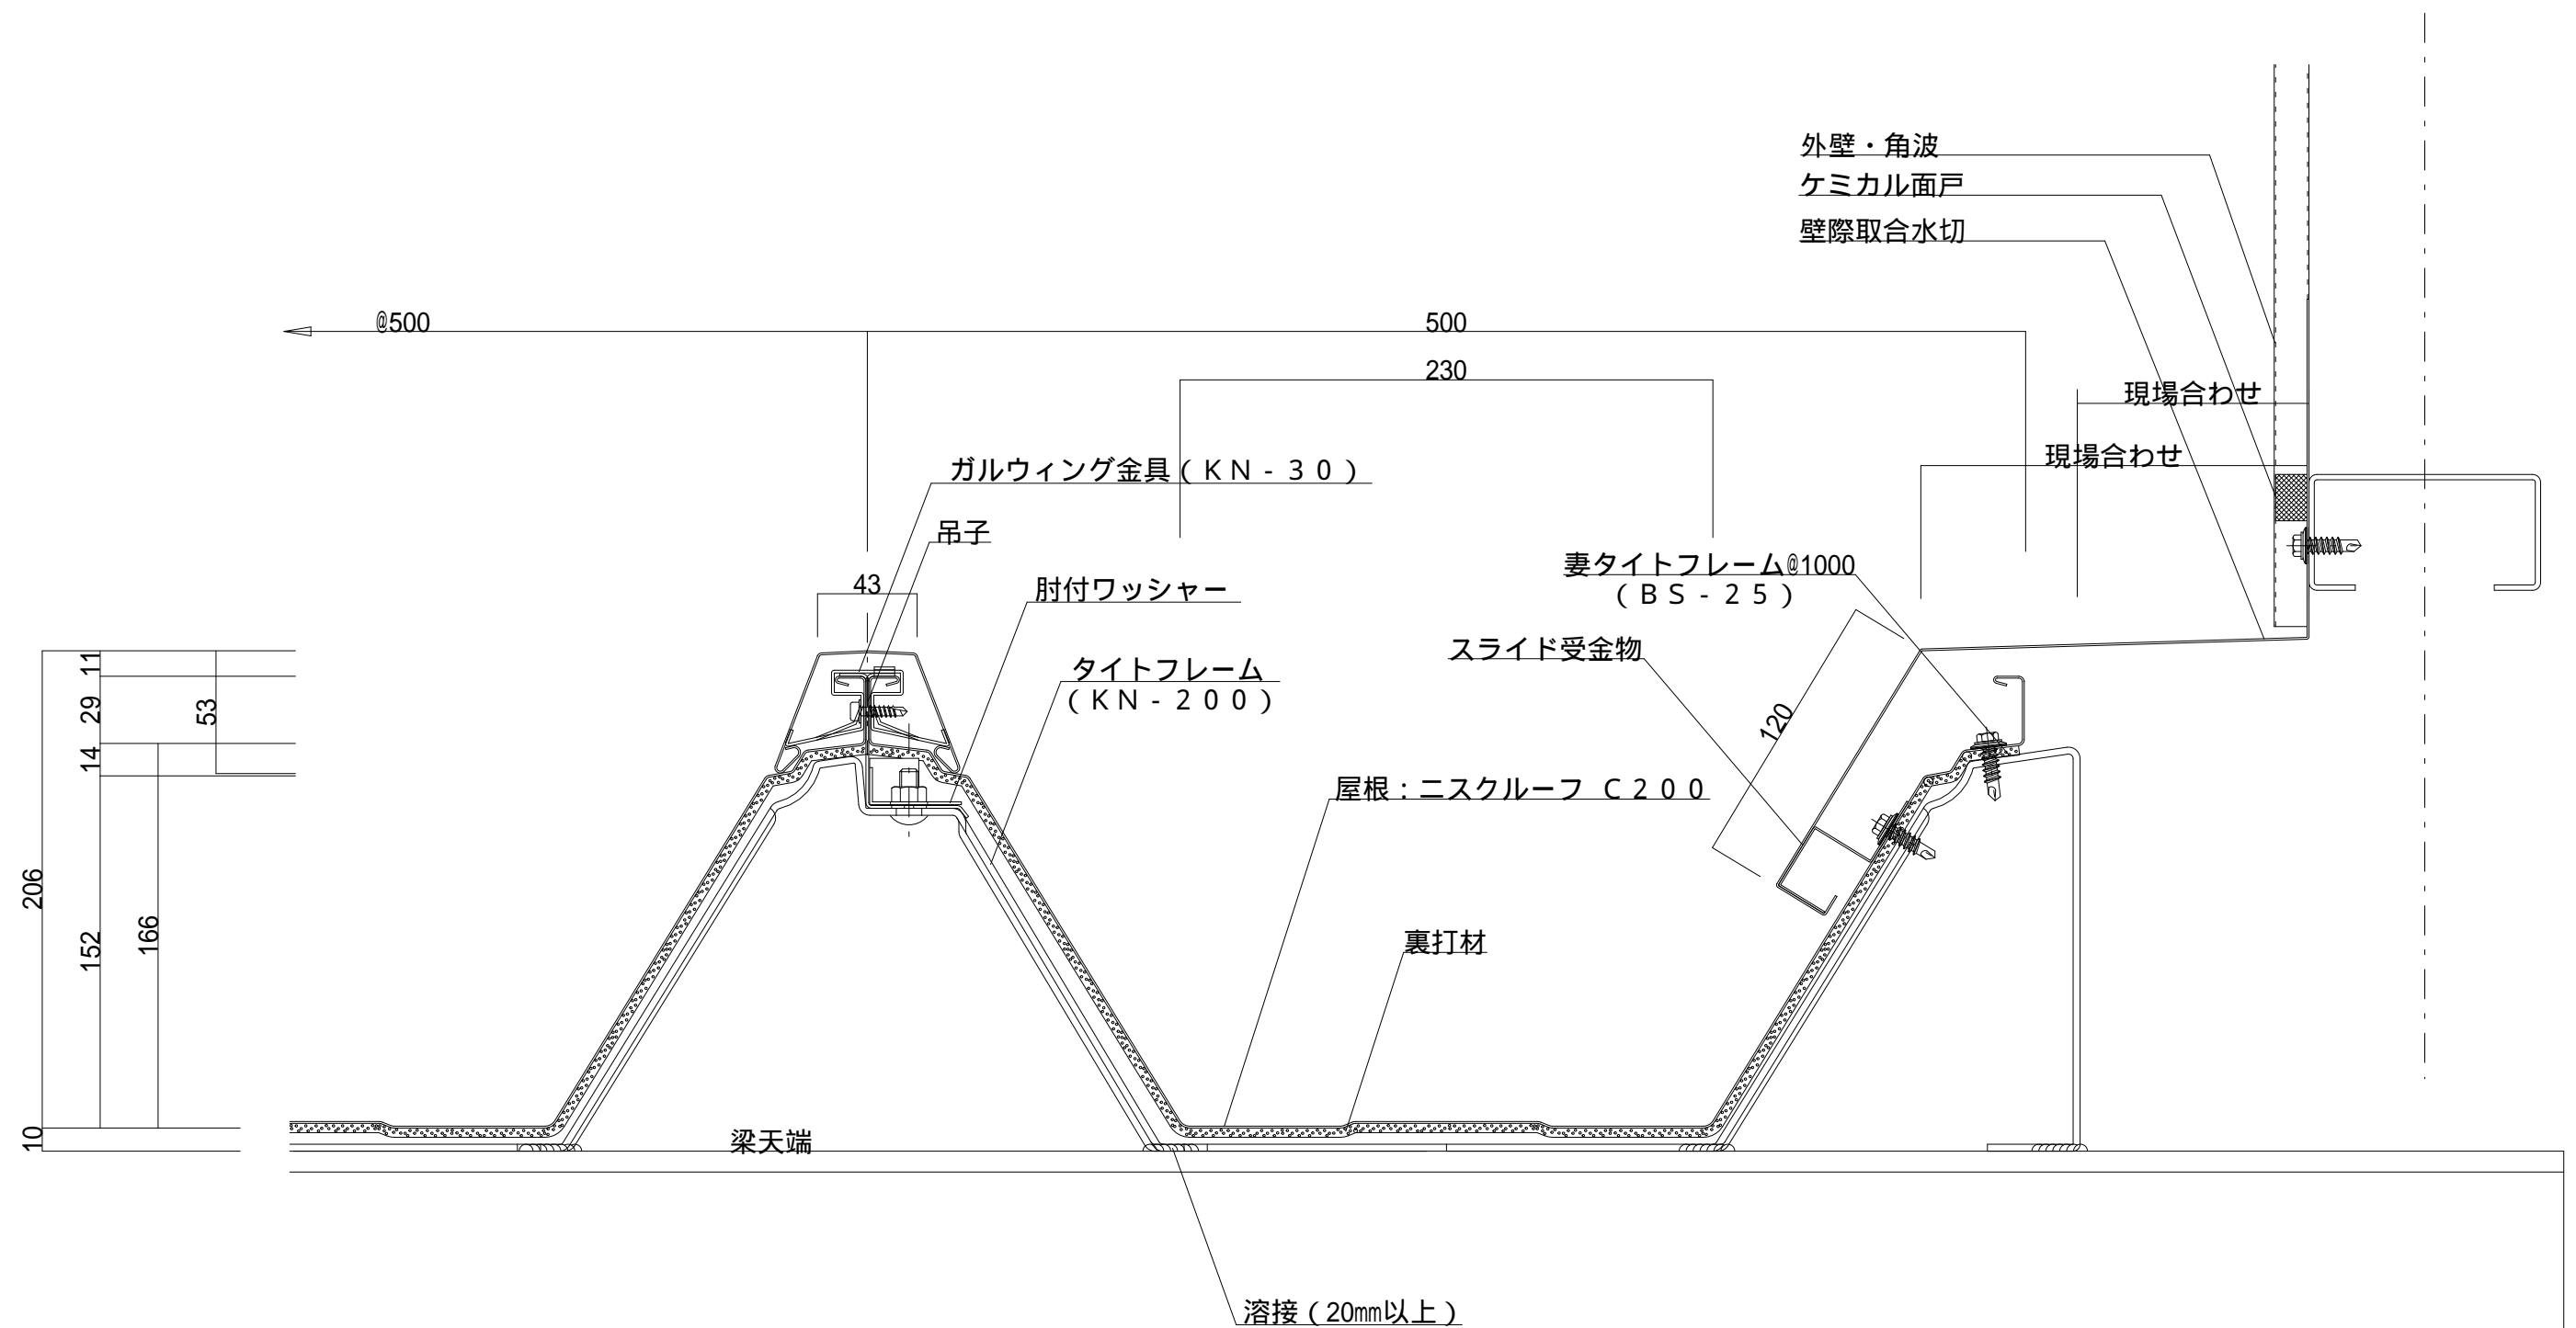 外壁・角波
ケミカル面戸
壁際取合水切
@500
500
230
現場合わせ
現場合わせ
ガルウィング金具（ＫＮ-３０）
吊子
43
肘付ワッシャー
妻タイトフレーム@1000
（ＢＳ-２５）
スライド受金物
タイトフレーム
（ＫＮ-２００）
120
屋根：ニスクルーフ Ｃ２００
裏打材
11
29
53
14
206
152
166
10
梁天端
溶接（20㎜以上）